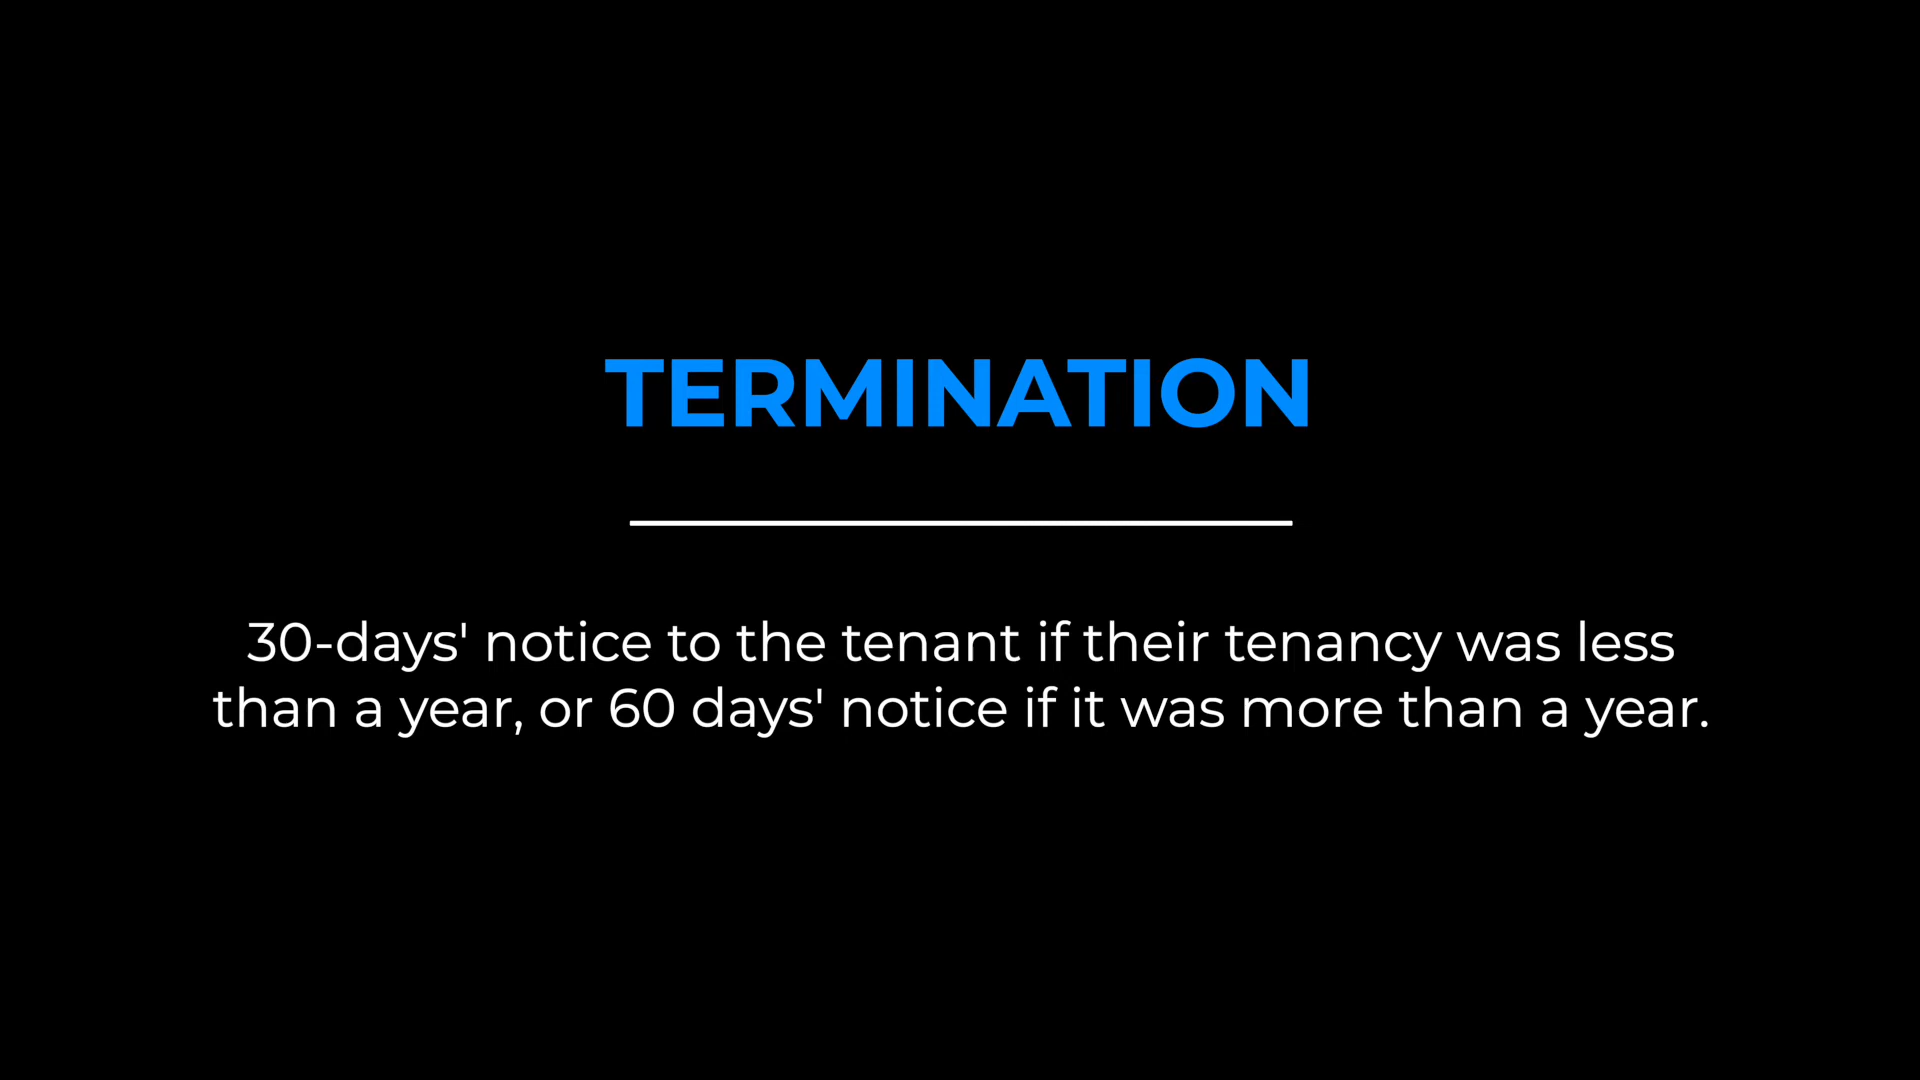 TERMINATION
30-days' notice to the tenant if their tenancy was less
than a year, or 60 days' notice if it was more than a year.